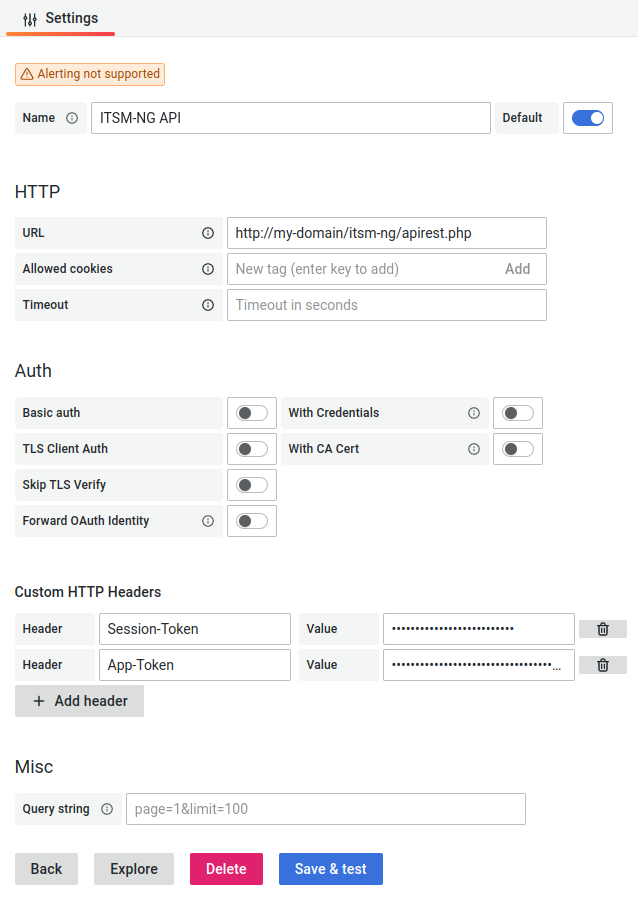 Settings
Alerting not supported
Name ITSM-NG API Default
HTTP
URL http://my-domain/itsm-ng/apirest.php
Allowed cookies New tag (enter key to add) Add
Timeout Timeout in seconds
Auth
Basic auth With Credentials
TLS Client Auth With CA Cert
Skip TLS Verify
Forward OAuth Identity
Custom HTTP Headers
Header Session-Token Value ••••••••••••••••••••••••••
Header App-Token Value ••••••••••••••••••••••••••••••••••...
+ Add header
Misc
Query string page=1&limit=100
Back Explore Delete Save & test